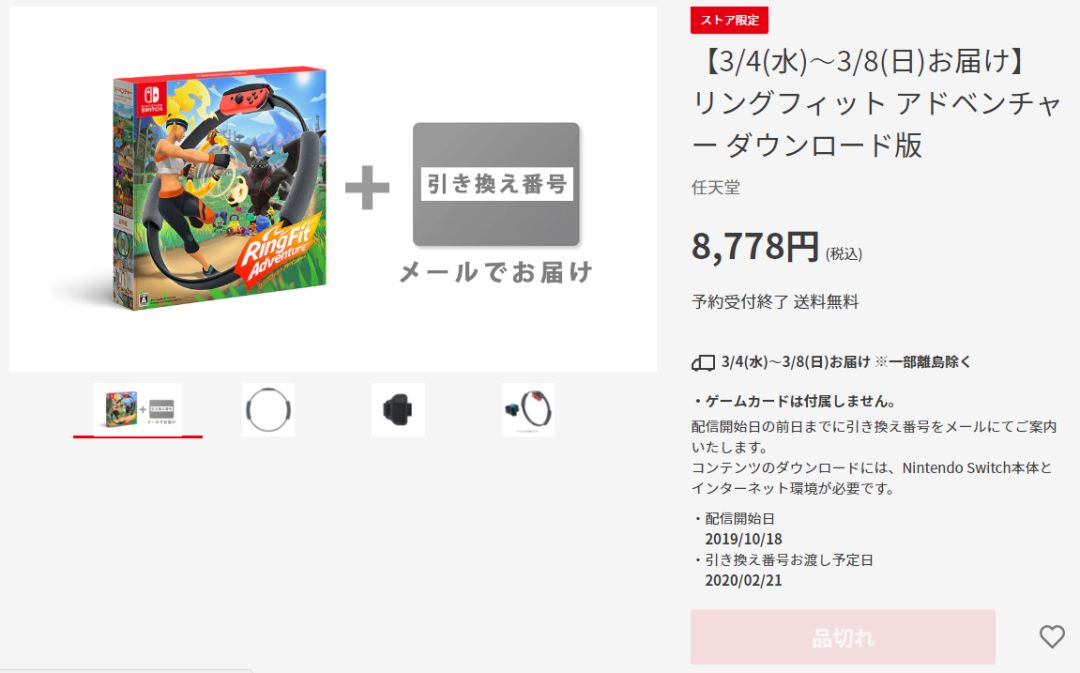 ストア限定
【3/4(水)～3/8(日)お届け】
リングフィット アドベンチャ
ー ダウンロード版
任天堂
8,778円 (税込)
予約受付終了 送料無料
3/4(水)～3/8(日)お届け ※一部離島除く
・ゲームカードは付属しません。
配信開始日の前日までに引き換え番号をメールにてご案内
いたします。
コンテンツのダウンロードには、Nintendo Switch本体と
インターネット環境が必要です。
・配信開始日
2019/10/18
・引き換え番号お渡し予定日
2020/02/21
品切れ
NINTENDO
SWITCH
RingFit
Adventure
+
引き換え番号
メールでお届け